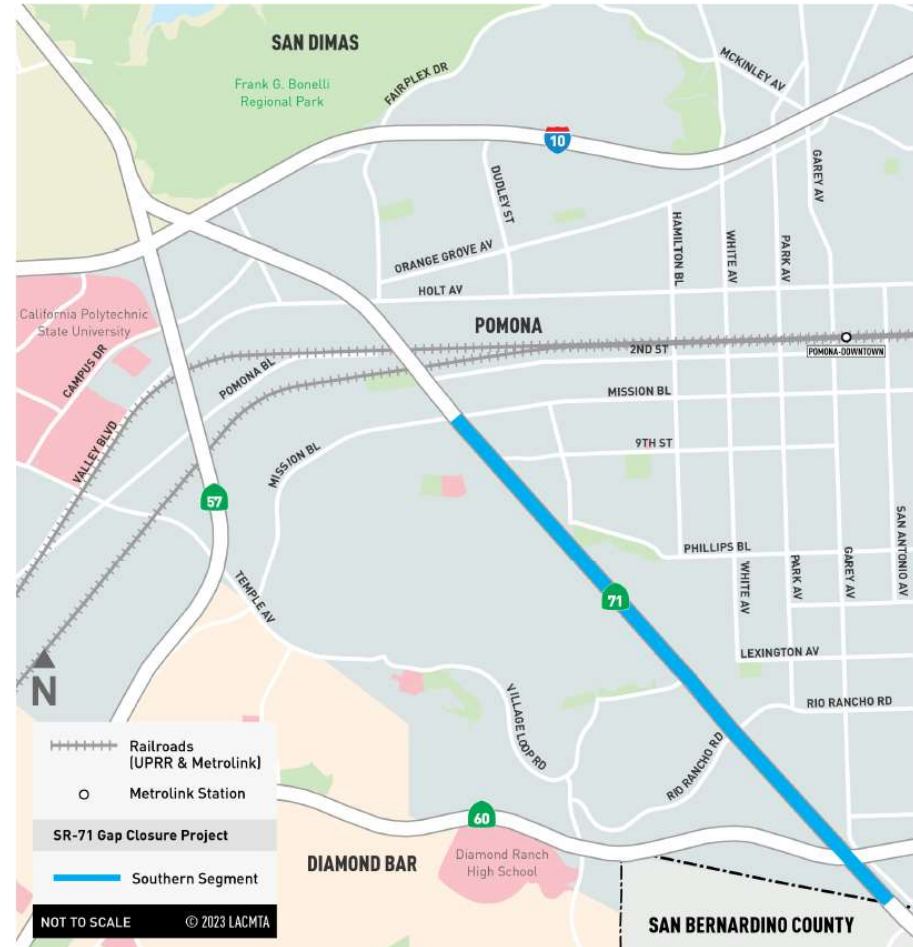 SAN DIMAS
Frank G. Bonelli
Regional Park
FAIRPLEX DR
MCKINLEY AV
10
DUDLEY ST
GAREY AV
HAMILTON BL
WHITE AV
PARK AV
ORANGE GROVE AV
HOLT AV
California Polytechnic
State University
CAMPUS DR
POMONA
POMONA BL
2ND ST
POMONA-DOWNTOWN
VALLEY BLVD
MISSION BL
MISSION BL
9TH ST
57
SAN ANTONIO AV
PHILLIPS BL
TEMPLE AV
71
WHITE AV
PARK AV
GAREY AV
LEXINGTON AV
N
VILLAGE LOOP RD
RIO RANCHO RD
RIO RANCHO RD
Railroads
(UPRR & Metrolink)
Metrolink Station
SR-71 Gap Closure Project
Southern Segment
NOT TO SCALE © 2023 LACMTA
60
DIAMOND BAR
Diamond Ranch
High School
SAN BERNARDINO COUNTY